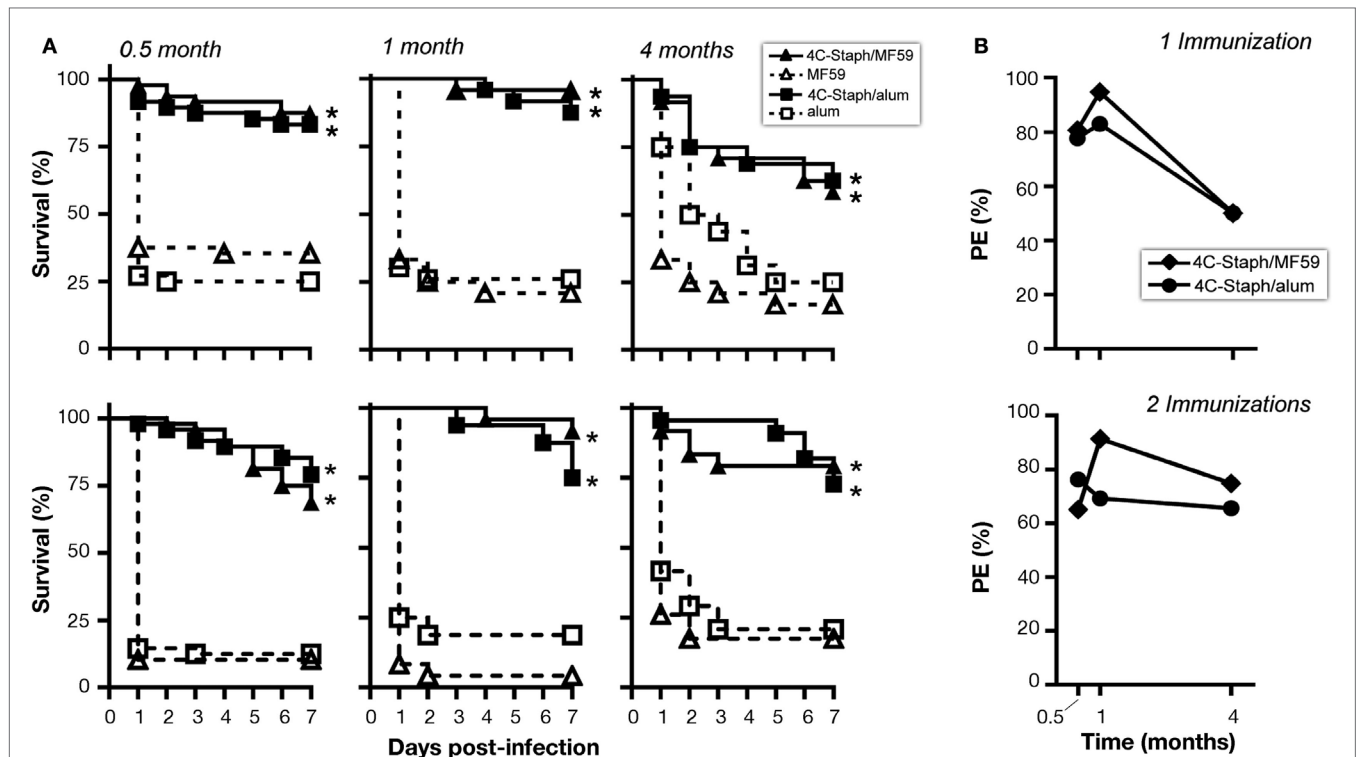 A
0.5 month
1 month
4 months
4C-Staph/MF59
MF59
4C-Staph/alum
alum
100
75
50
25
0
Survival (%)
*
*
*
*
*
*
100
75
50
25
0
Survival (%)
*
*
*
*
*
*
0 1 2 3 4 5 6 7
0 1 2 3 4 5 6 7
0 1 2 3 4 5 6 7
Days post-infection
B
1 Immunization
100
80
60
40
20
0
PE (%)
4C-Staph/MF59
4C-Staph/alum
2 Immunizations
100
80
60
40
20
0
PE (%)
0.5
1
4
Time (months)